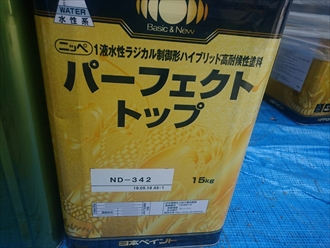 WATER
水性系
Basic & New
ニッペ 1液水性ラジカル制御形ハイブリッド高耐候性塗料
パーフェクト
トップ
ND-342
15kg
日本ペイント